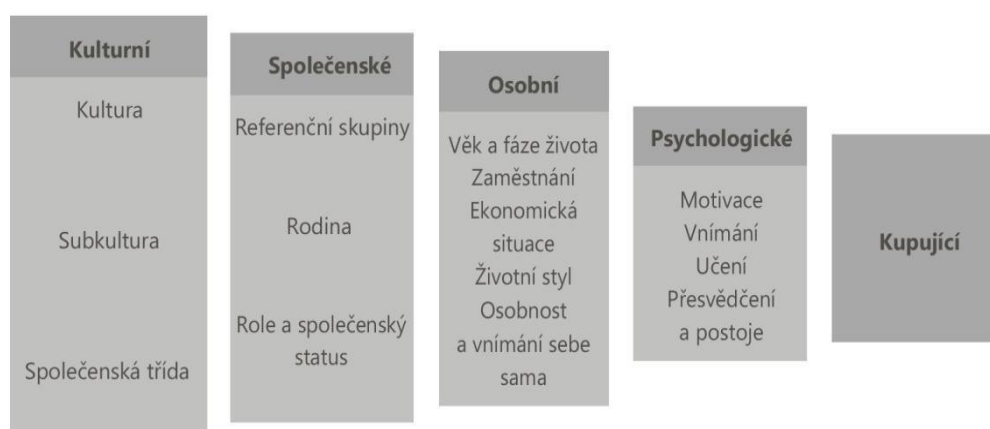 Kulturní
Kultura
Subkultura
Společenská třída
Společenské
Referenční skupiny
Rodina
Role a společenský
status
Osobní
Věk a fáze života
Zaměstnání
Ekonomická
situace
Životní styl
Osobnost
a vnímání sebe
sama
Psychologické
Motivace
Vnímání
Učení
Přesvědčení
a postoje
Kupující